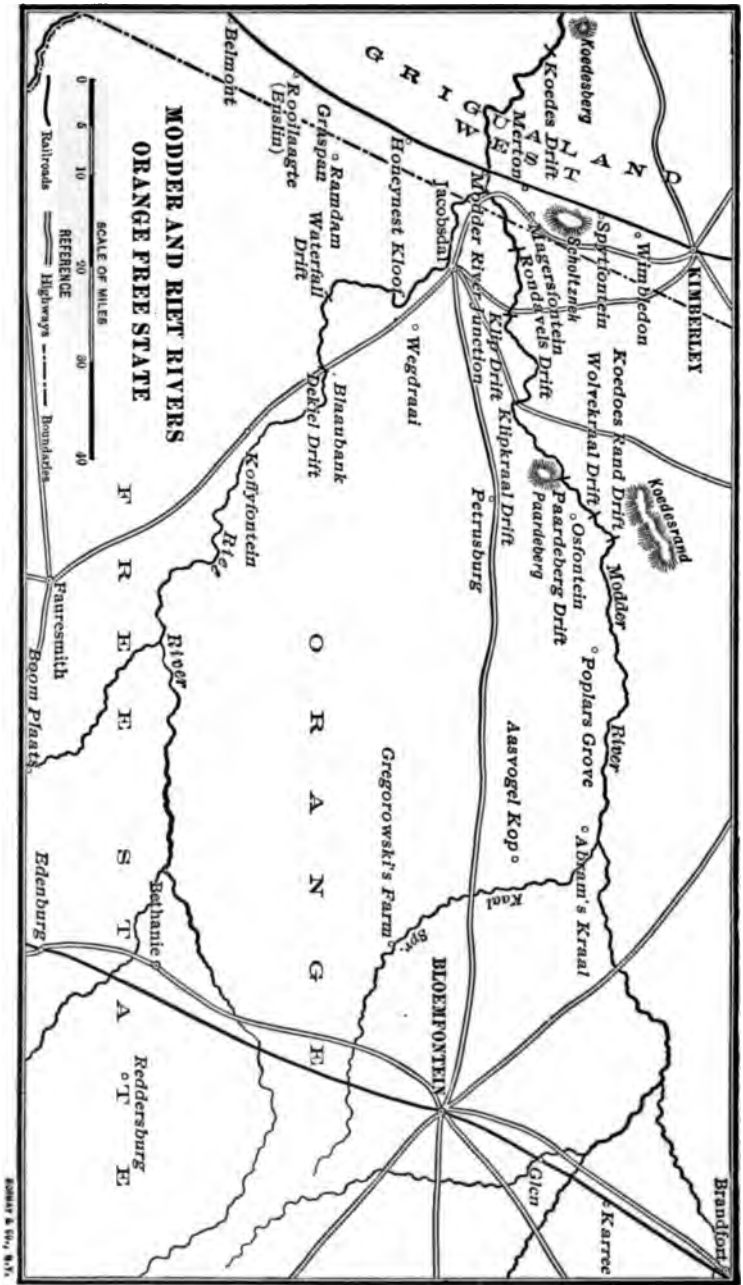 Koedesberg
Koedes Drift
GRIQUALAND
WEST
Merton
KIMBERLEY
Wimbledon
Spytfontein
Scholtznek
Magersfontein
Rondavels Drift
Modder River Junction
Klip Drift
Klipkraal Drift
Jacobsdal
Koedoes Rand Drift
Wolvekraal Drift
Koedesrand
Osfontein
Paardeberg Drift
Paardeberg
Modder
River
Poplars Grove
Abram's Kraal
Brandfort
Karree
Glen
Petrusburg
Aasvogel Kop
Kaal
Spr.
Gregorowski's Farm
BLOEMFONTEIN
Wegdraai
Honeynest Kloof
Ramdam
Graspan
Waterfall
Drift
Rooilaagte
(Enslin)
Belmont
Blaaubank
Dekiel Drift
Koffyfontein
Riet
River
ORANGE
FREE STATE
Fauresmith
Boom Plaats
Edenburg
Bethanie
Reddersburg
MODDER AND RIET RIVERS
ORANGE FREE STATE
SCALE OF MILES
0 5 10 20 30 40
REFERENCE
Railroads
Highways
Boundaries